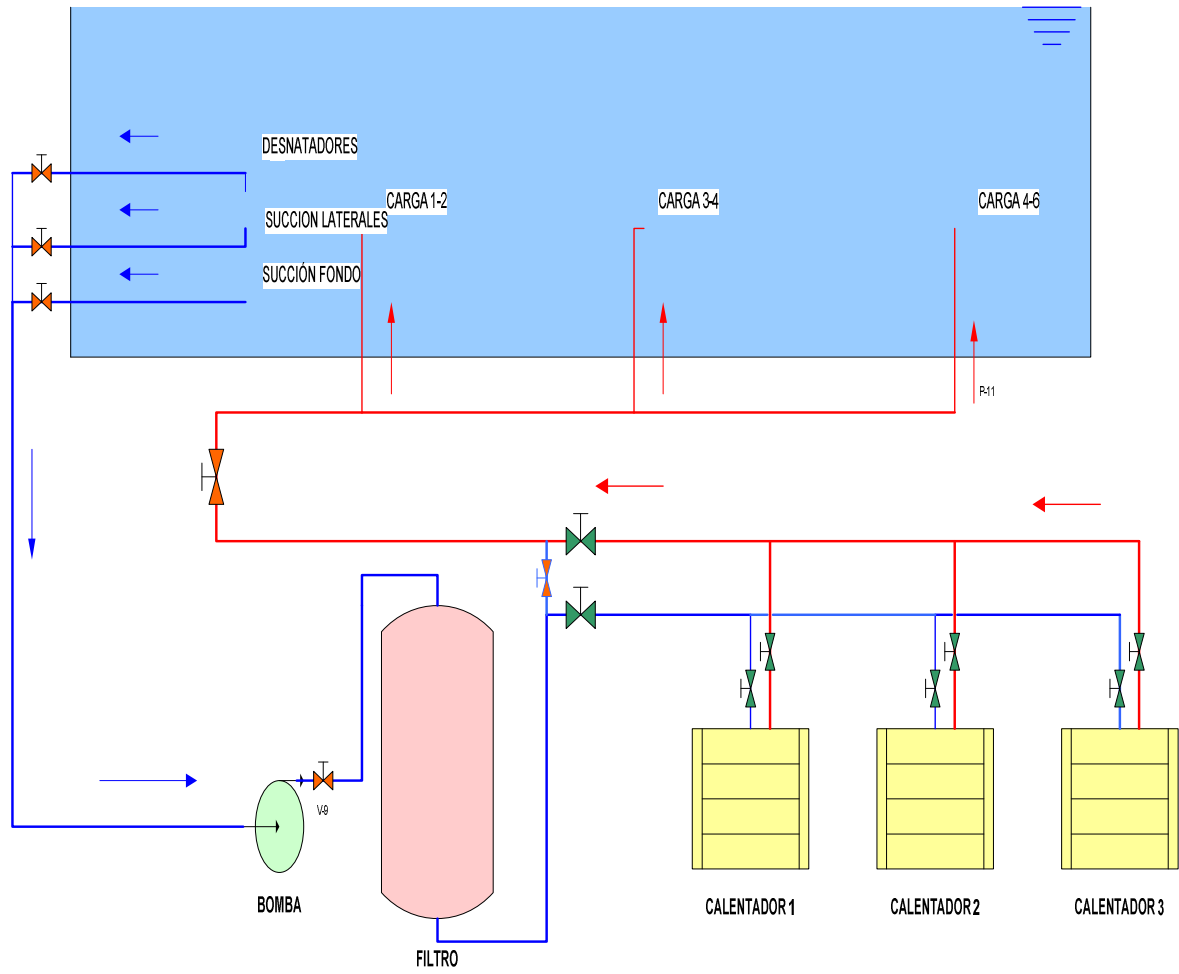 DESNATADORES
CARGA 1-2
CARGA 3-4
CARGA 4-6
SUCCION LATERALES
SUCCIÓN FONDO
P-11
V-9
BOMBA
CALENTADOR 1
CALENTADOR 2
CALENTADOR 3
FILTRO